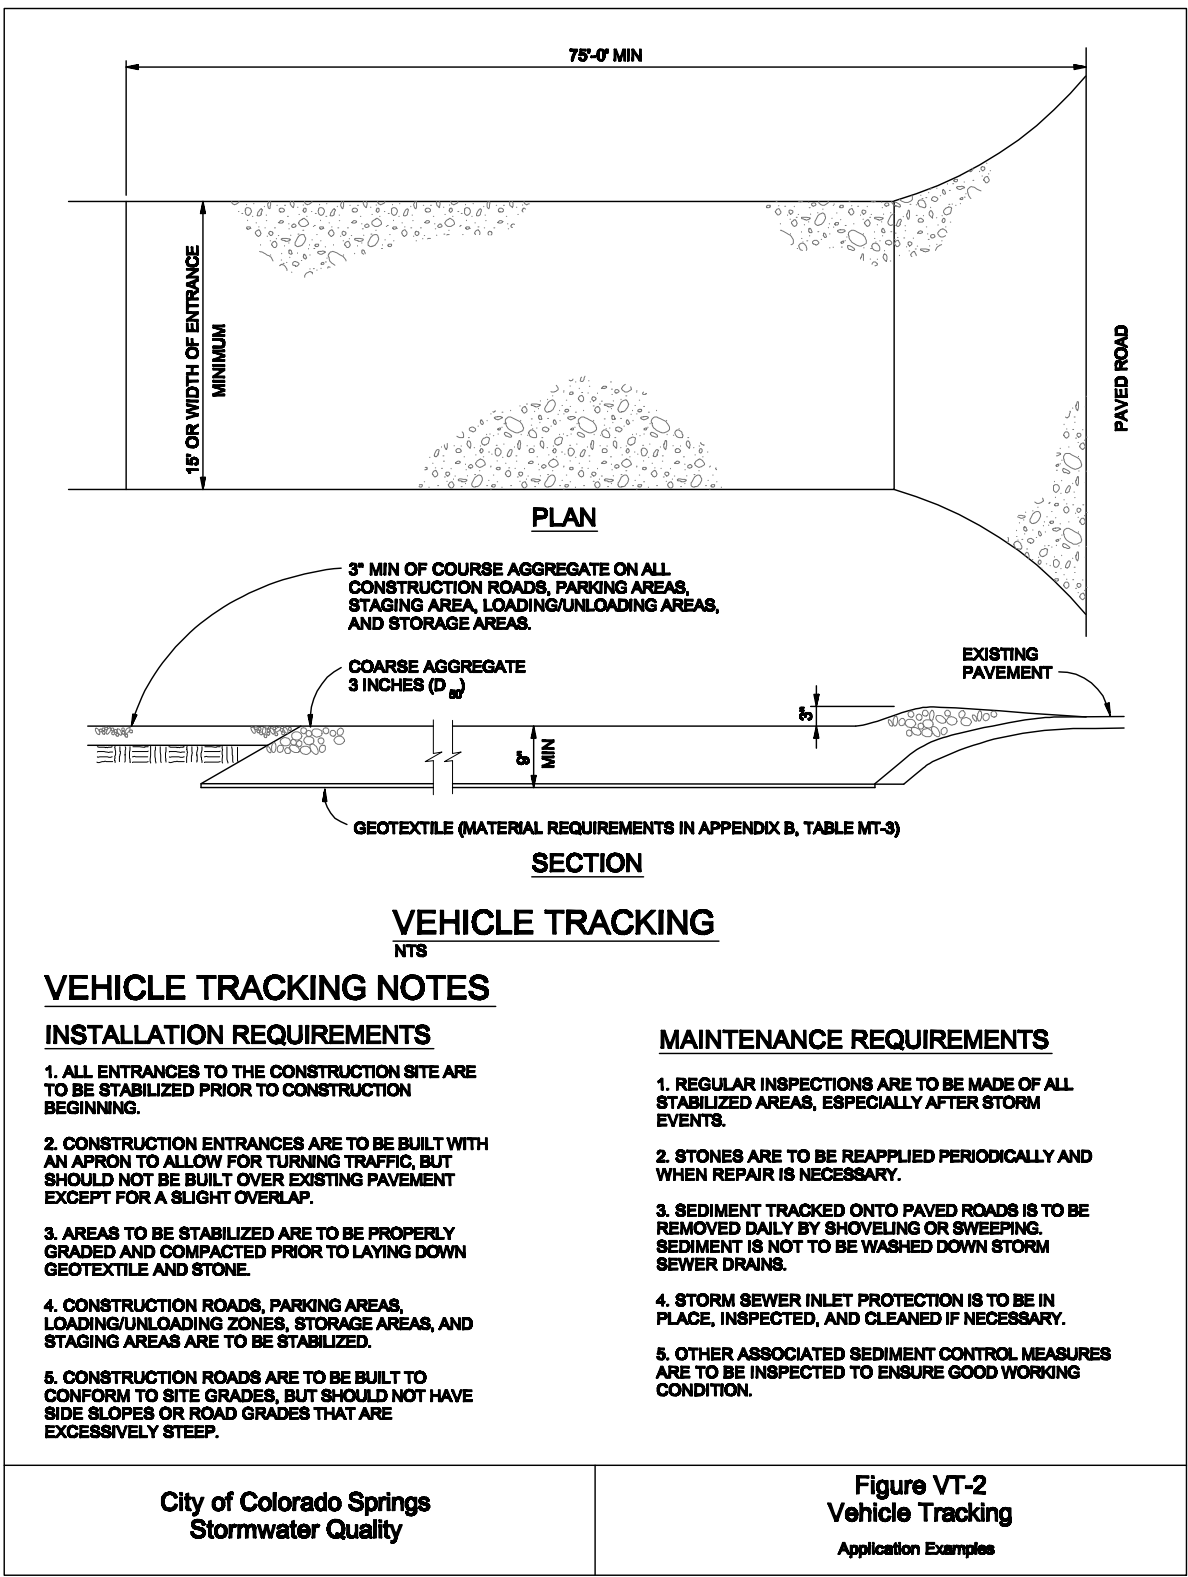 75'-0" MIN
15' OR WIDTH OF ENTRANCE
MINIMUM
PAVED ROAD
PLAN
3" MIN OF COURSE AGGREGATE ON ALL
CONSTRUCTION ROADS, PARKING AREAS,
STAGING AREA, LOADING/UNLOADING AREAS,
AND STORAGE AREAS.
COARSE AGGREGATE
3 INCHES (D 50)
EXISTING
PAVEMENT
3"
9"
MIN
GEOTEXTILE (MATERIAL REQUIREMENTS IN APPENDIX B, TABLE MT-3)
SECTION
VEHICLE TRACKING
NTS
VEHICLE TRACKING NOTES
INSTALLATION REQUIREMENTS
1. ALL ENTRANCES TO THE CONSTRUCTION SITE ARE
TO BE STABILIZED PRIOR TO CONSTRUCTION
BEGINNING.
2. CONSTRUCTION ENTRANCES ARE TO BE BUILT WITH
AN APRON TO ALLOW FOR TURNING TRAFFIC, BUT
SHOULD NOT BE BUILT OVER EXISTING PAVEMENT
EXCEPT FOR A SLIGHT OVERLAP.
3. AREAS TO BE STABILIZED ARE TO BE PROPERLY
GRADED AND COMPACTED PRIOR TO LAYING DOWN
GEOTEXTILE AND STONE.
4. CONSTRUCTION ROADS, PARKING AREAS,
LOADING/UNLOADING ZONES, STORAGE AREAS, AND
STAGING AREAS ARE TO BE STABILIZED.
5. CONSTRUCTION ROADS ARE TO BE BUILT TO
CONFORM TO SITE GRADES, BUT SHOULD NOT HAVE
SIDE SLOPES OR ROAD GRADES THAT ARE
EXCESSIVELY STEEP.
MAINTENANCE REQUIREMENTS
1. REGULAR INSPECTIONS ARE TO BE MADE OF ALL
STABILIZED AREAS, ESPECIALLY AFTER STORM
EVENTS.
2. STONES ARE TO BE REAPPLIED PERIODICALLY AND
WHEN REPAIR IS NECESSARY.
3. SEDIMENT TRACKED ONTO PAVED ROADS IS TO BE
REMOVED DAILY BY SHOVELING OR SWEEPING.
SEDIMENT IS NOT TO BE WASHED DOWN STORM
SEWER DRAINS.
4. STORM SEWER INLET PROTECTION IS TO BE IN
PLACE, INSPECTED, AND CLEANED IF NECESSARY.
5. OTHER ASSOCIATED SEDIMENT CONTROL MEASURES
ARE TO BE INSPECTED TO ENSURE GOOD WORKING
CONDITION.
City of Colorado Springs
Stormwater Quality
Figure VT-2
Vehicle Tracking
Application Examples